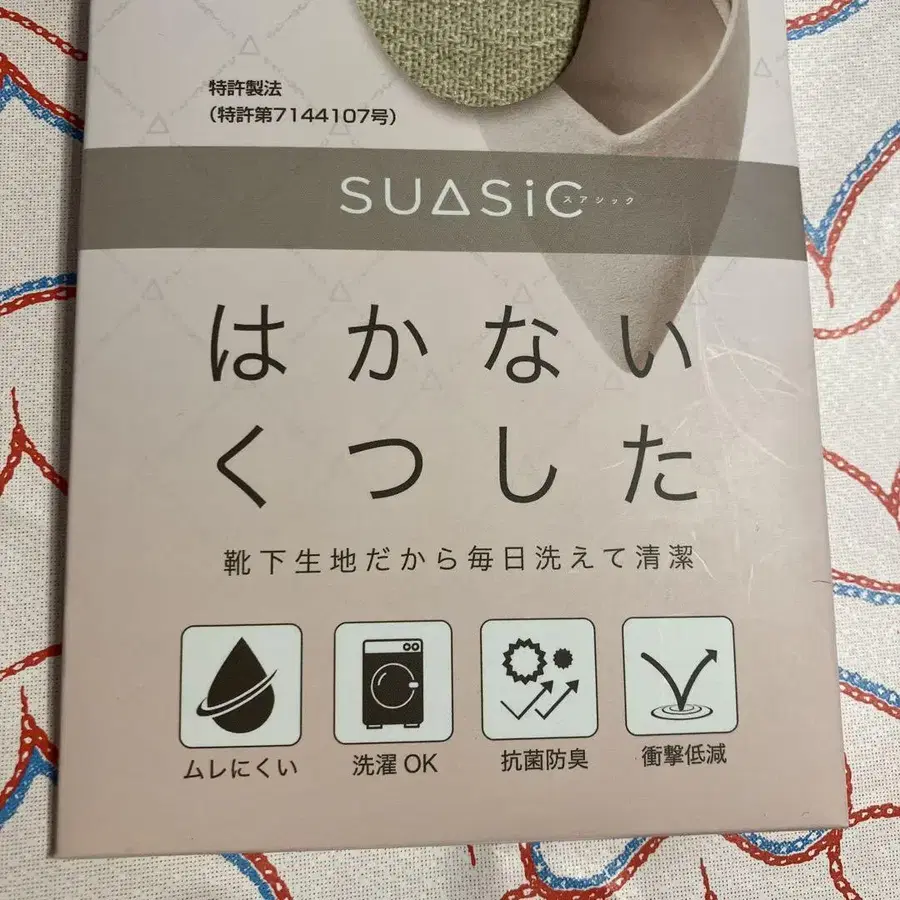 特許製法
(特許第7144107号)
SUASiC スアシック
はかない
くつした
靴下生地だから毎日洗えて清潔
ムレにくい
洗濯OK
抗菌防臭
衝撃低減